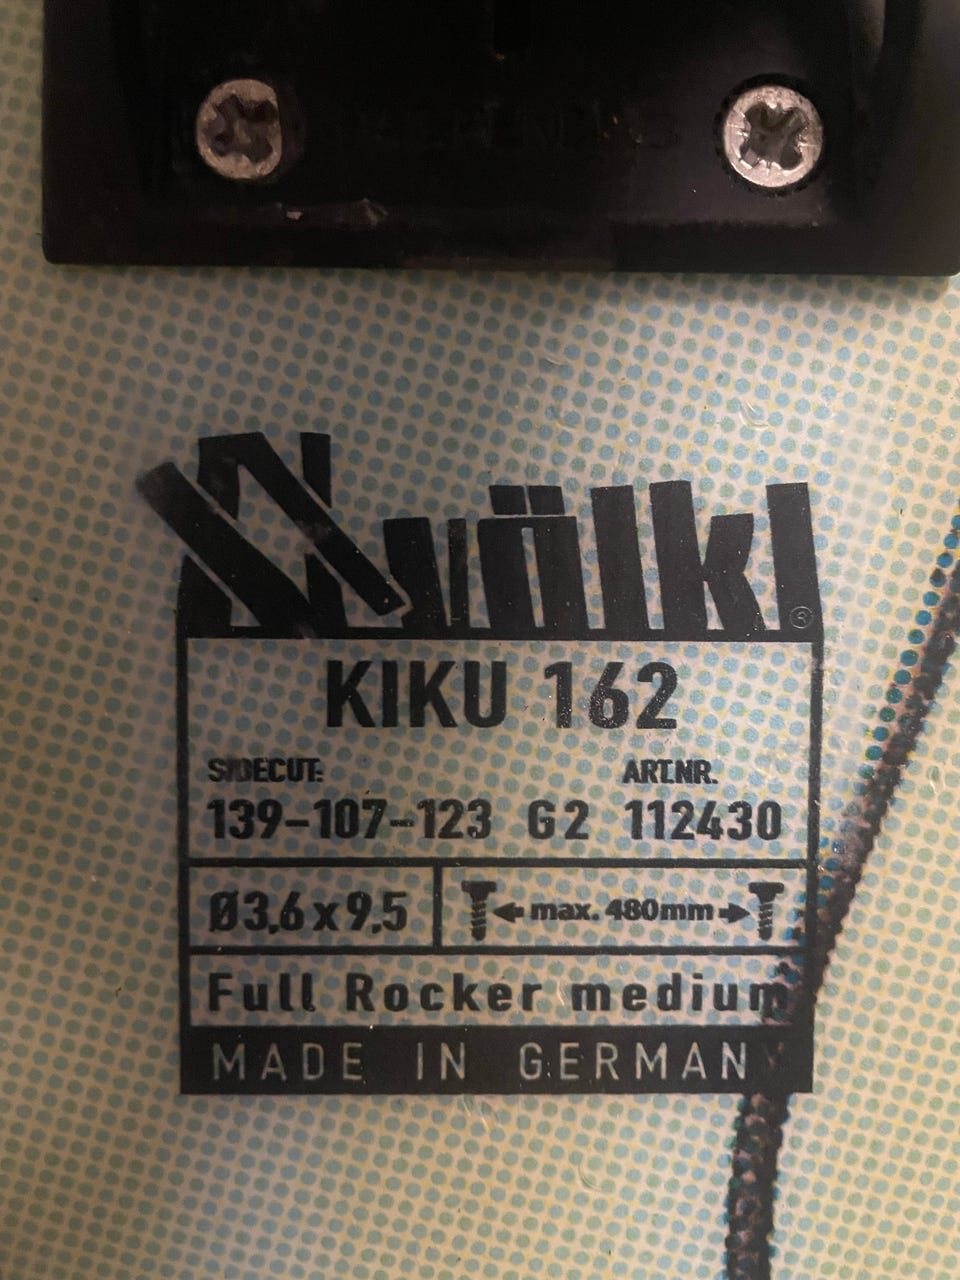 völkl ®
KIKU 162
SIDECUT: ART.NR.
139-107-123 G2 112430
Ø3,6 x 9,5 max. 480mm
Full Rocker medium
MADE IN GERMANY